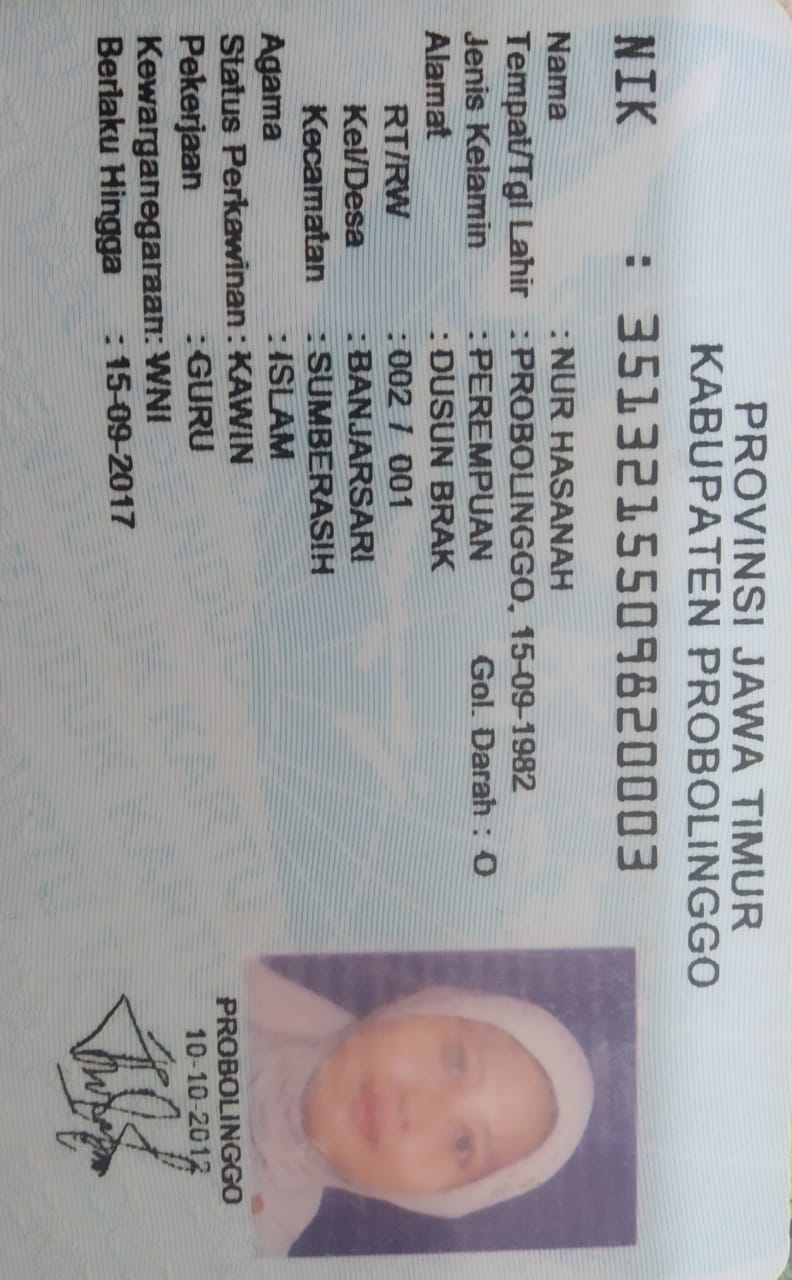 PROVINSI JAWA TIMUR
KABUPATEN PROBOLINGGO
NIK : 3513215509820003
Nama : NUR HASANAH
Tempat/Tgl Lahir : PROBOLINGGO, 15-09-1982
Jenis Kelamin : PEREMPUAN Gol. Darah : O
Alamat : DUSUN BRAK
RT/RW : 002 / 001
Kel/Desa : BANJARSARI
Kecamatan : SUMBERASIH
Agama : ISLAM
Status Perkawinan : KAWIN
Pekerjaan : GURU
Kewarganegaraan: WNI
Berlaku Hingga : 15-09-2017
PROBOLINGGO
10-10-2012